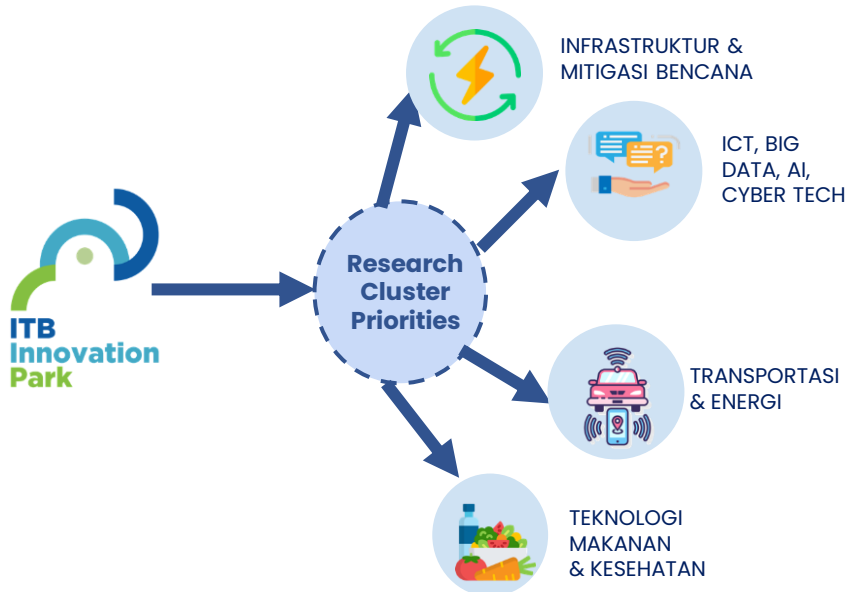 INFRASTRUKTUR &
MITIGASI BENCANA
ICT, BIG
DATA, AI,
CYBER TECH
?
ITB
Innovation
Park
Research
Cluster
Priorities
TRANSPORTASI
& ENERGI
TEKNOLOGI
MAKANAN
& KESEHATAN